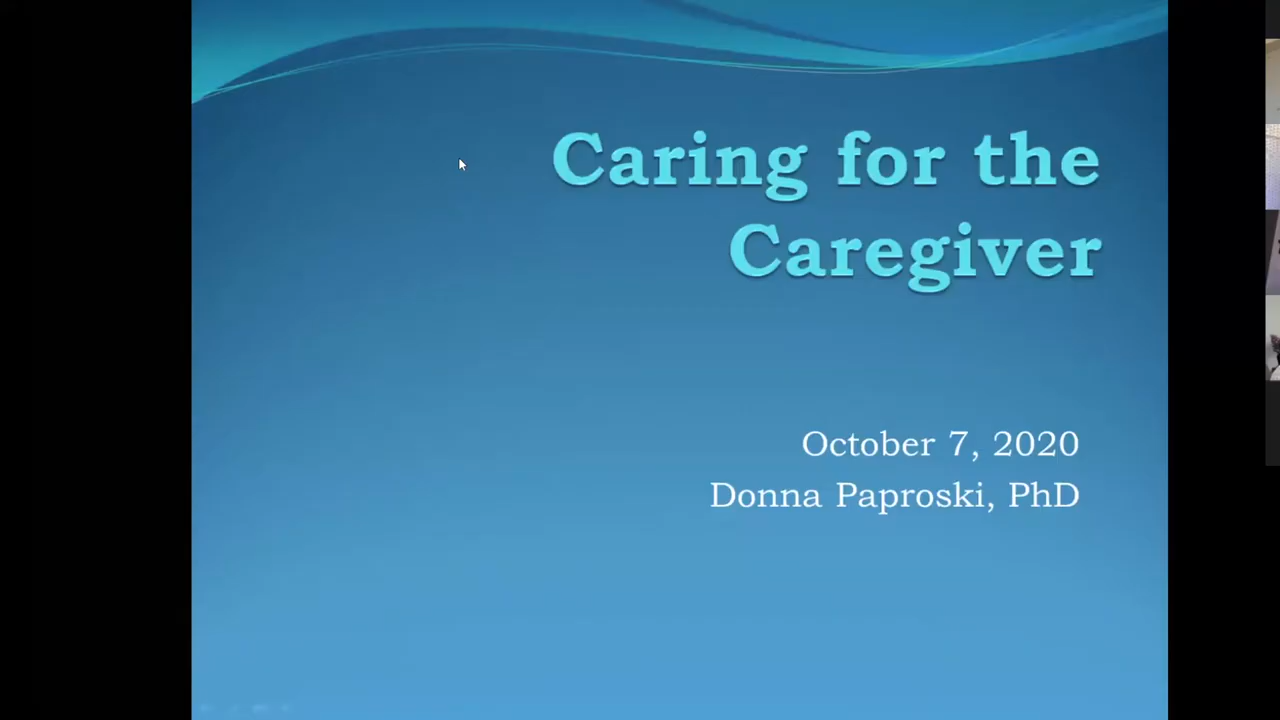 Caring for the
Caregiver
October 7, 2020
Donna Paproski, PhD